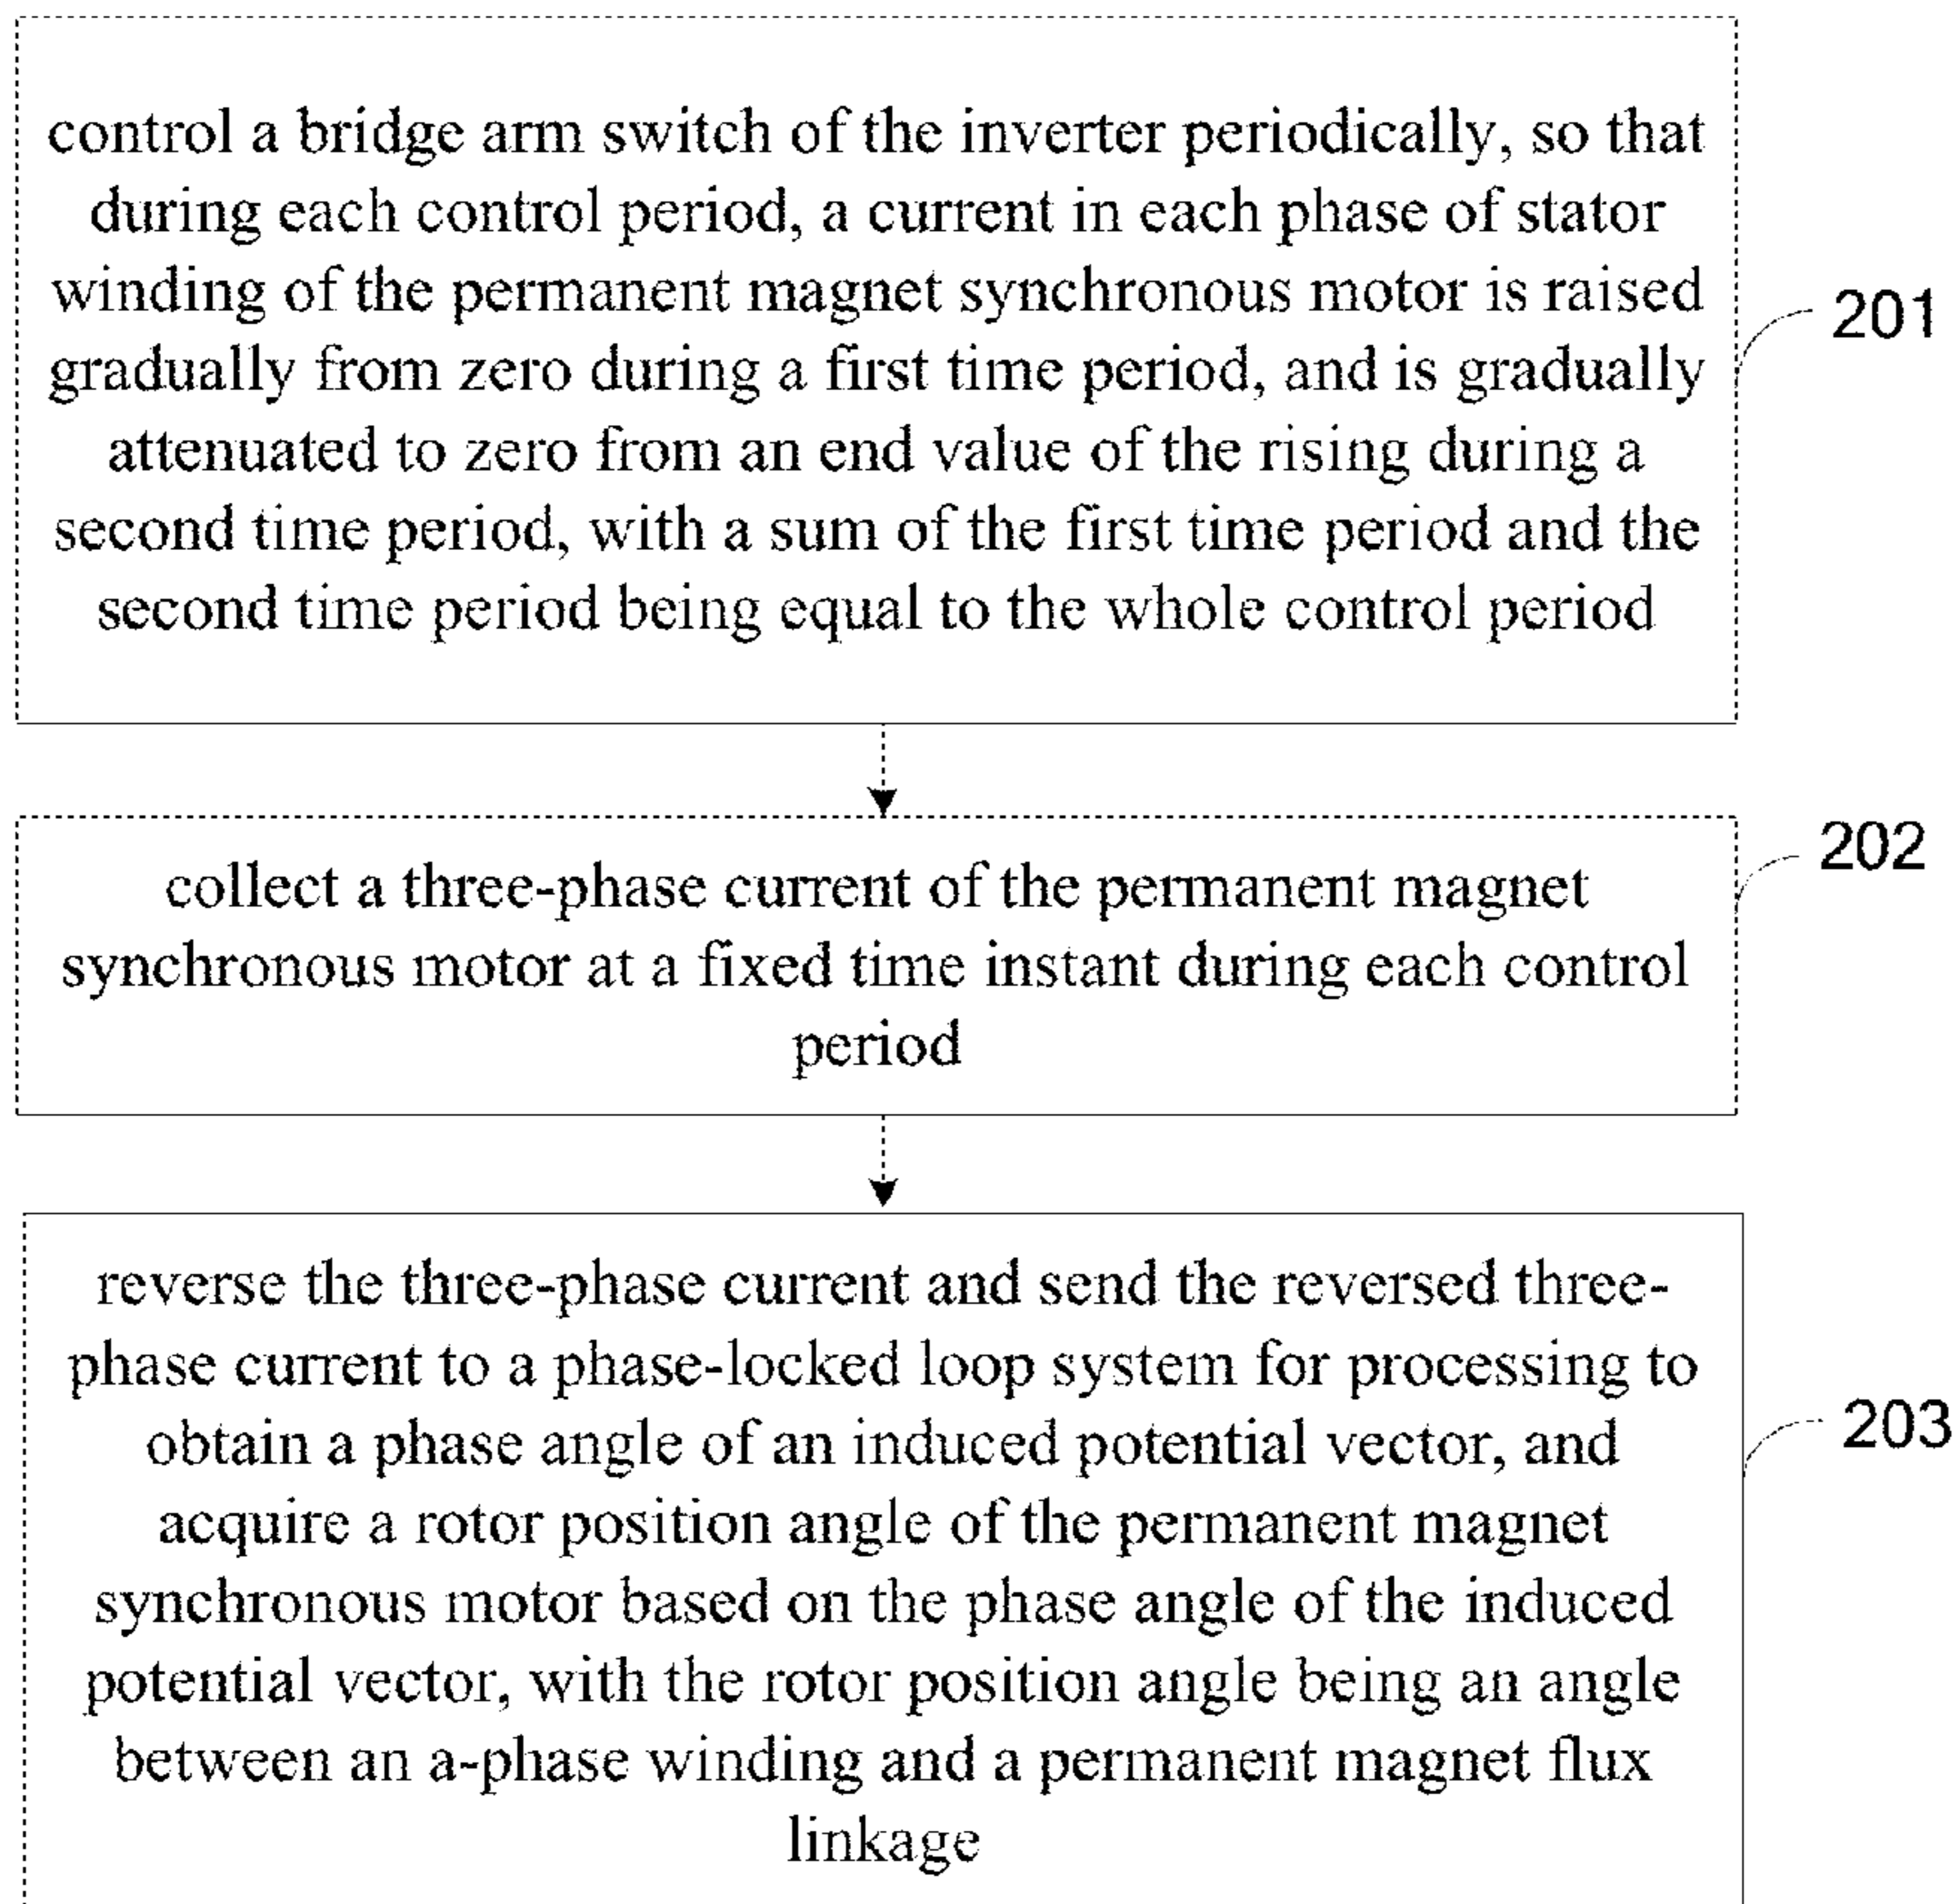 control a bridge arm switch of the inverter periodically, so that
during each control period, a current in each phase of stator
winding of the permanent magnet synchronous motor is raised
gradually from zero during a first time period, and is gradually
attenuated to zero from an end value of the rising during a
second time period, with a sum of the first time period and the
second time period being equal to the whole control period
201
collect a three-phase current of the permanent magnet
synchronous motor at a fixed time instant during each control
period
202
reverse the three-phase current and send the reversed three-
phase current to a phase-locked loop system for processing to
obtain a phase angle of an induced potential vector, and
acquire a rotor position angle of the permanent magnet
synchronous motor based on the phase angle of the induced
potential vector, with the rotor position angle being an angle
between an a-phase winding and a permanent magnet flux
linkage
203